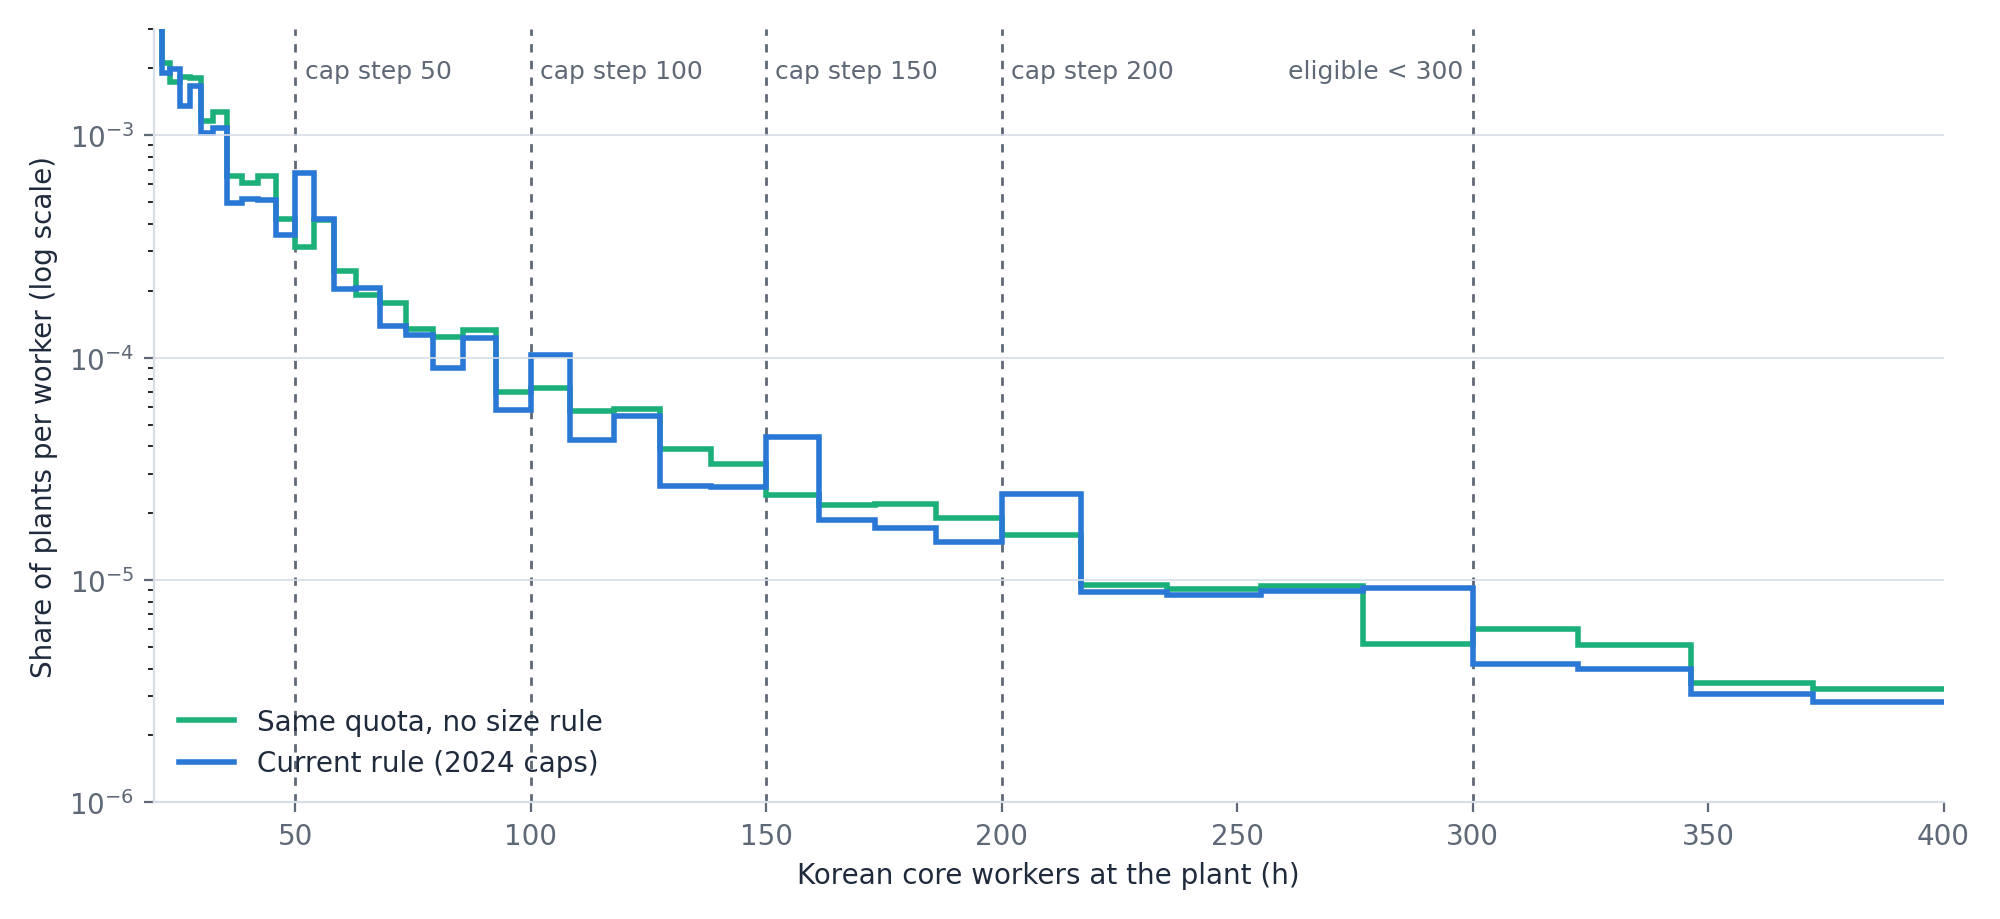 cap step 50
cap step 100
cap step 150
cap step 200
eligible < 300
Share of plants per worker (log scale)
10⁻³
10⁻⁴
10⁻⁵
10⁻⁶
Same quota, no size rule
Current rule (2024 caps)
50
100
150
200
250
300
350
400
Korean core workers at the plant (h)